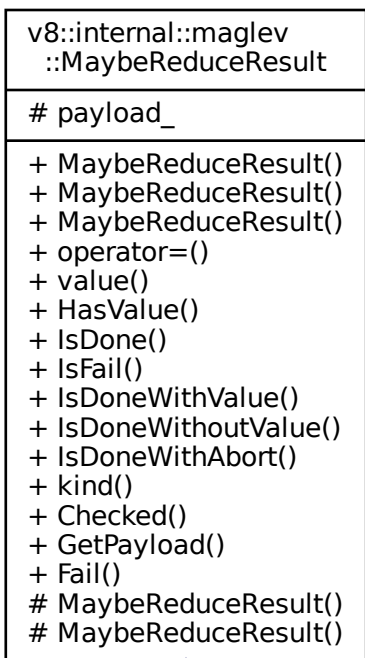 v8::internal::maglev
::MaybeReduceResult
# payload_
+ MaybeReduceResult()
+ MaybeReduceResult()
+ MaybeReduceResult()
+ operator=()
+ value()
+ HasValue()
+ IsDone()
+ IsFail()
+ IsDoneWithValue()
+ IsDoneWithoutValue()
+ IsDoneWithAbort()
+ kind()
+ Checked()
+ GetPayload()
+ Fail()
# MaybeReduceResult()
# MaybeReduceResult()